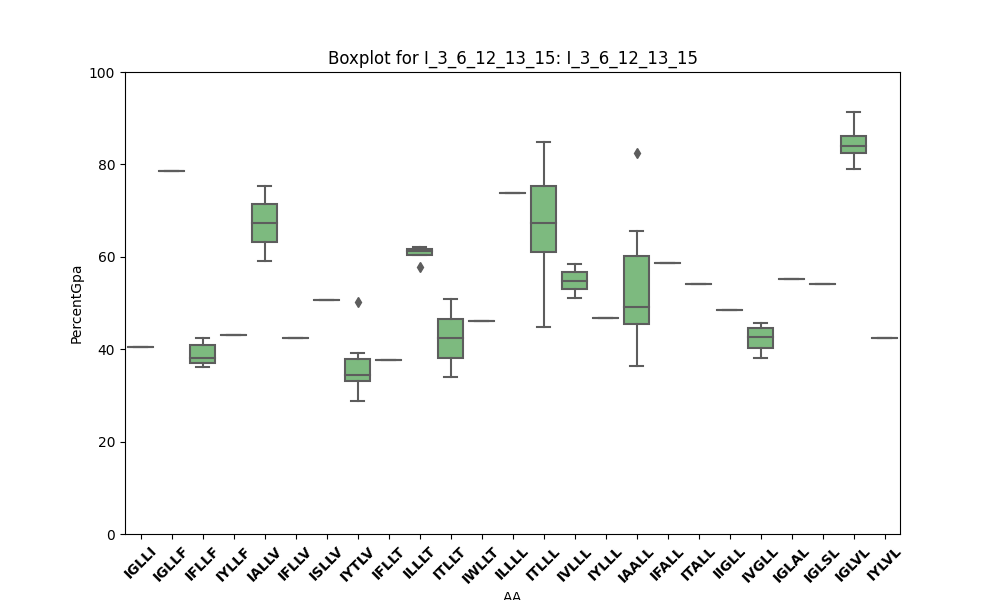 Boxplot for I_3_6_12_13_15: I_3_6_12_13_15
100
80
60
40
20
0
PercentGpa
IGLLI IGLLF IFLLF IYLLF IALLV IFLLV ISLLV IYTLV IFLLT ILLLT ITLLT IWLLT ILLLL ITLLL IVLLL IYLLL IAALL IFALL ITALL IIGLL IVGLL IGLAL IGLSL IGLVL IYLVL
AA